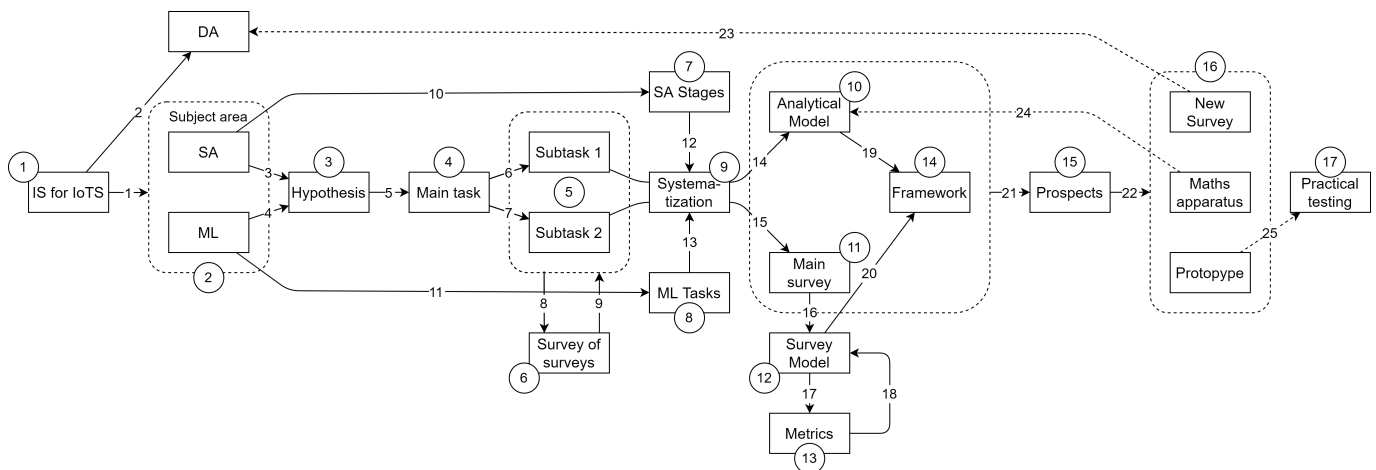 DA
23
16
7
SA Stages
10
10
Analytical
Model
New
Survey
2
Subject area
SA
24
12
1
IS for IoTS
1
3
3
Hypothesis
4
5
4
Main task
6
7
Subtask 1
5
Subtask 2
9
Systema-
tization
14
15
19
14
Framework
21
15
Prospects
22
Maths
apparatus
17
Practical
testing
25
ML
2
11
13
ML Tasks
8
8
9
Survey of
surveys
6
11
Main
survey
20
Protopype
16
Survey
Model
12
17
18
Metrics
13